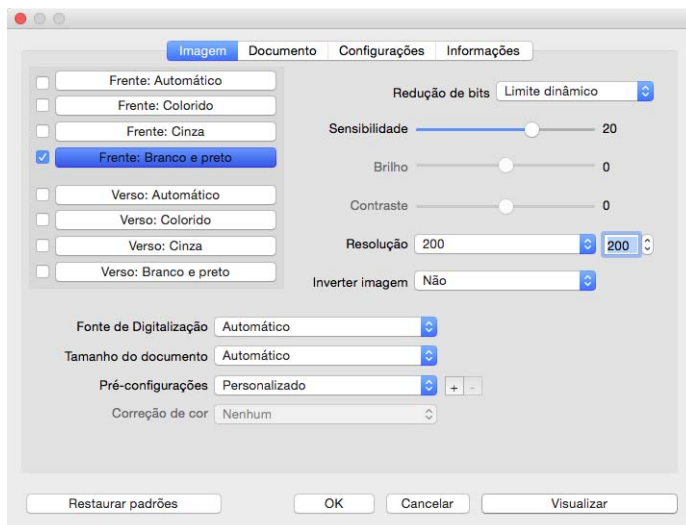 Imagem Documento Configurações Informações
Frente: Automático
Frente: Colorido
Frente: Cinza
Frente: Branco e preto
Verso: Automático
Verso: Colorido
Verso: Cinza
Verso: Branco e preto
Redução de bits Limite dinâmico
Sensibilidade 20
Brilho 0
Contraste 0
Resolução 200 200
Inverter imagem Não
Fonte de Digitalização Automático
Tamanho do documento Automático
Pré-configurações Personalizado + -
Correção de cor Nenhum
Restaurar padrões OK Cancelar Visualizar